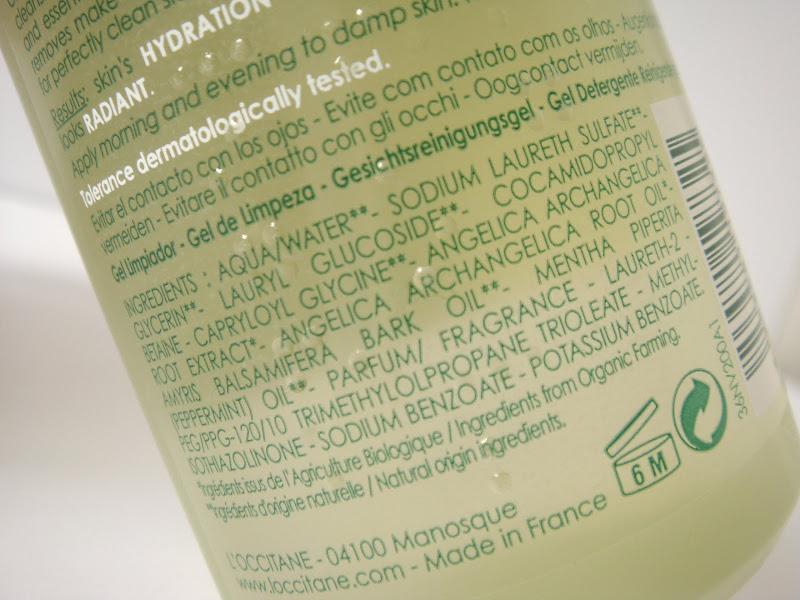 and essen
removes make
for perfectly clean s
Results: skin's HYDRATION
looks RADIANT.
Apply morning and evening to damp skin.
Tolerance dermatologically tested.
Evitar el contacto con los ojos - Evite com contato com os olhos - Augenkon
vermeiden - Evitare il contatto con gli occhi - Oogcontact vermijden.
Gel Limpiador - Gel de Limpeza - Gesichtsreinigungsgel - Gel Detergente
INGREDIENTS : AQUA/WATER**- SODIUM LAURETH SULFATE**-
GLYCERIN**- LAURYL GLUCOSIDE**- COCAMIDOPROPYL
BETAINE - CAPRYLOYL GLYCINE**- ANGELICA ARCHANGELICA
ROOT EXTRACT*- ANGELICA ARCHANGELICA ROOT OIL*-
AMYRIS BALSAMIFERA BARK OIL**- MENTHA PIPERITA
(PEPPERMINT) OIL**- PARFUM/ FRAGRANCE - LAURETH-2 -
PEG/PPG-120/10 TRIMETHYLOLPROPANE TRIOLEATE - METHYL-
ISOTHIAZOLINONE - SODIUM BENZOATE - POTASSIUM BENZOATE.
*Ingrédients issus de l'Agriculture Biologique / Ingredients from Organic Farming.
**Ingrédients d'origine naturelle / Natural origin ingredients.
6 M
36NV200A1
L'OCCITANE - 04100 Manosque
www.loccitane.com - Made in France